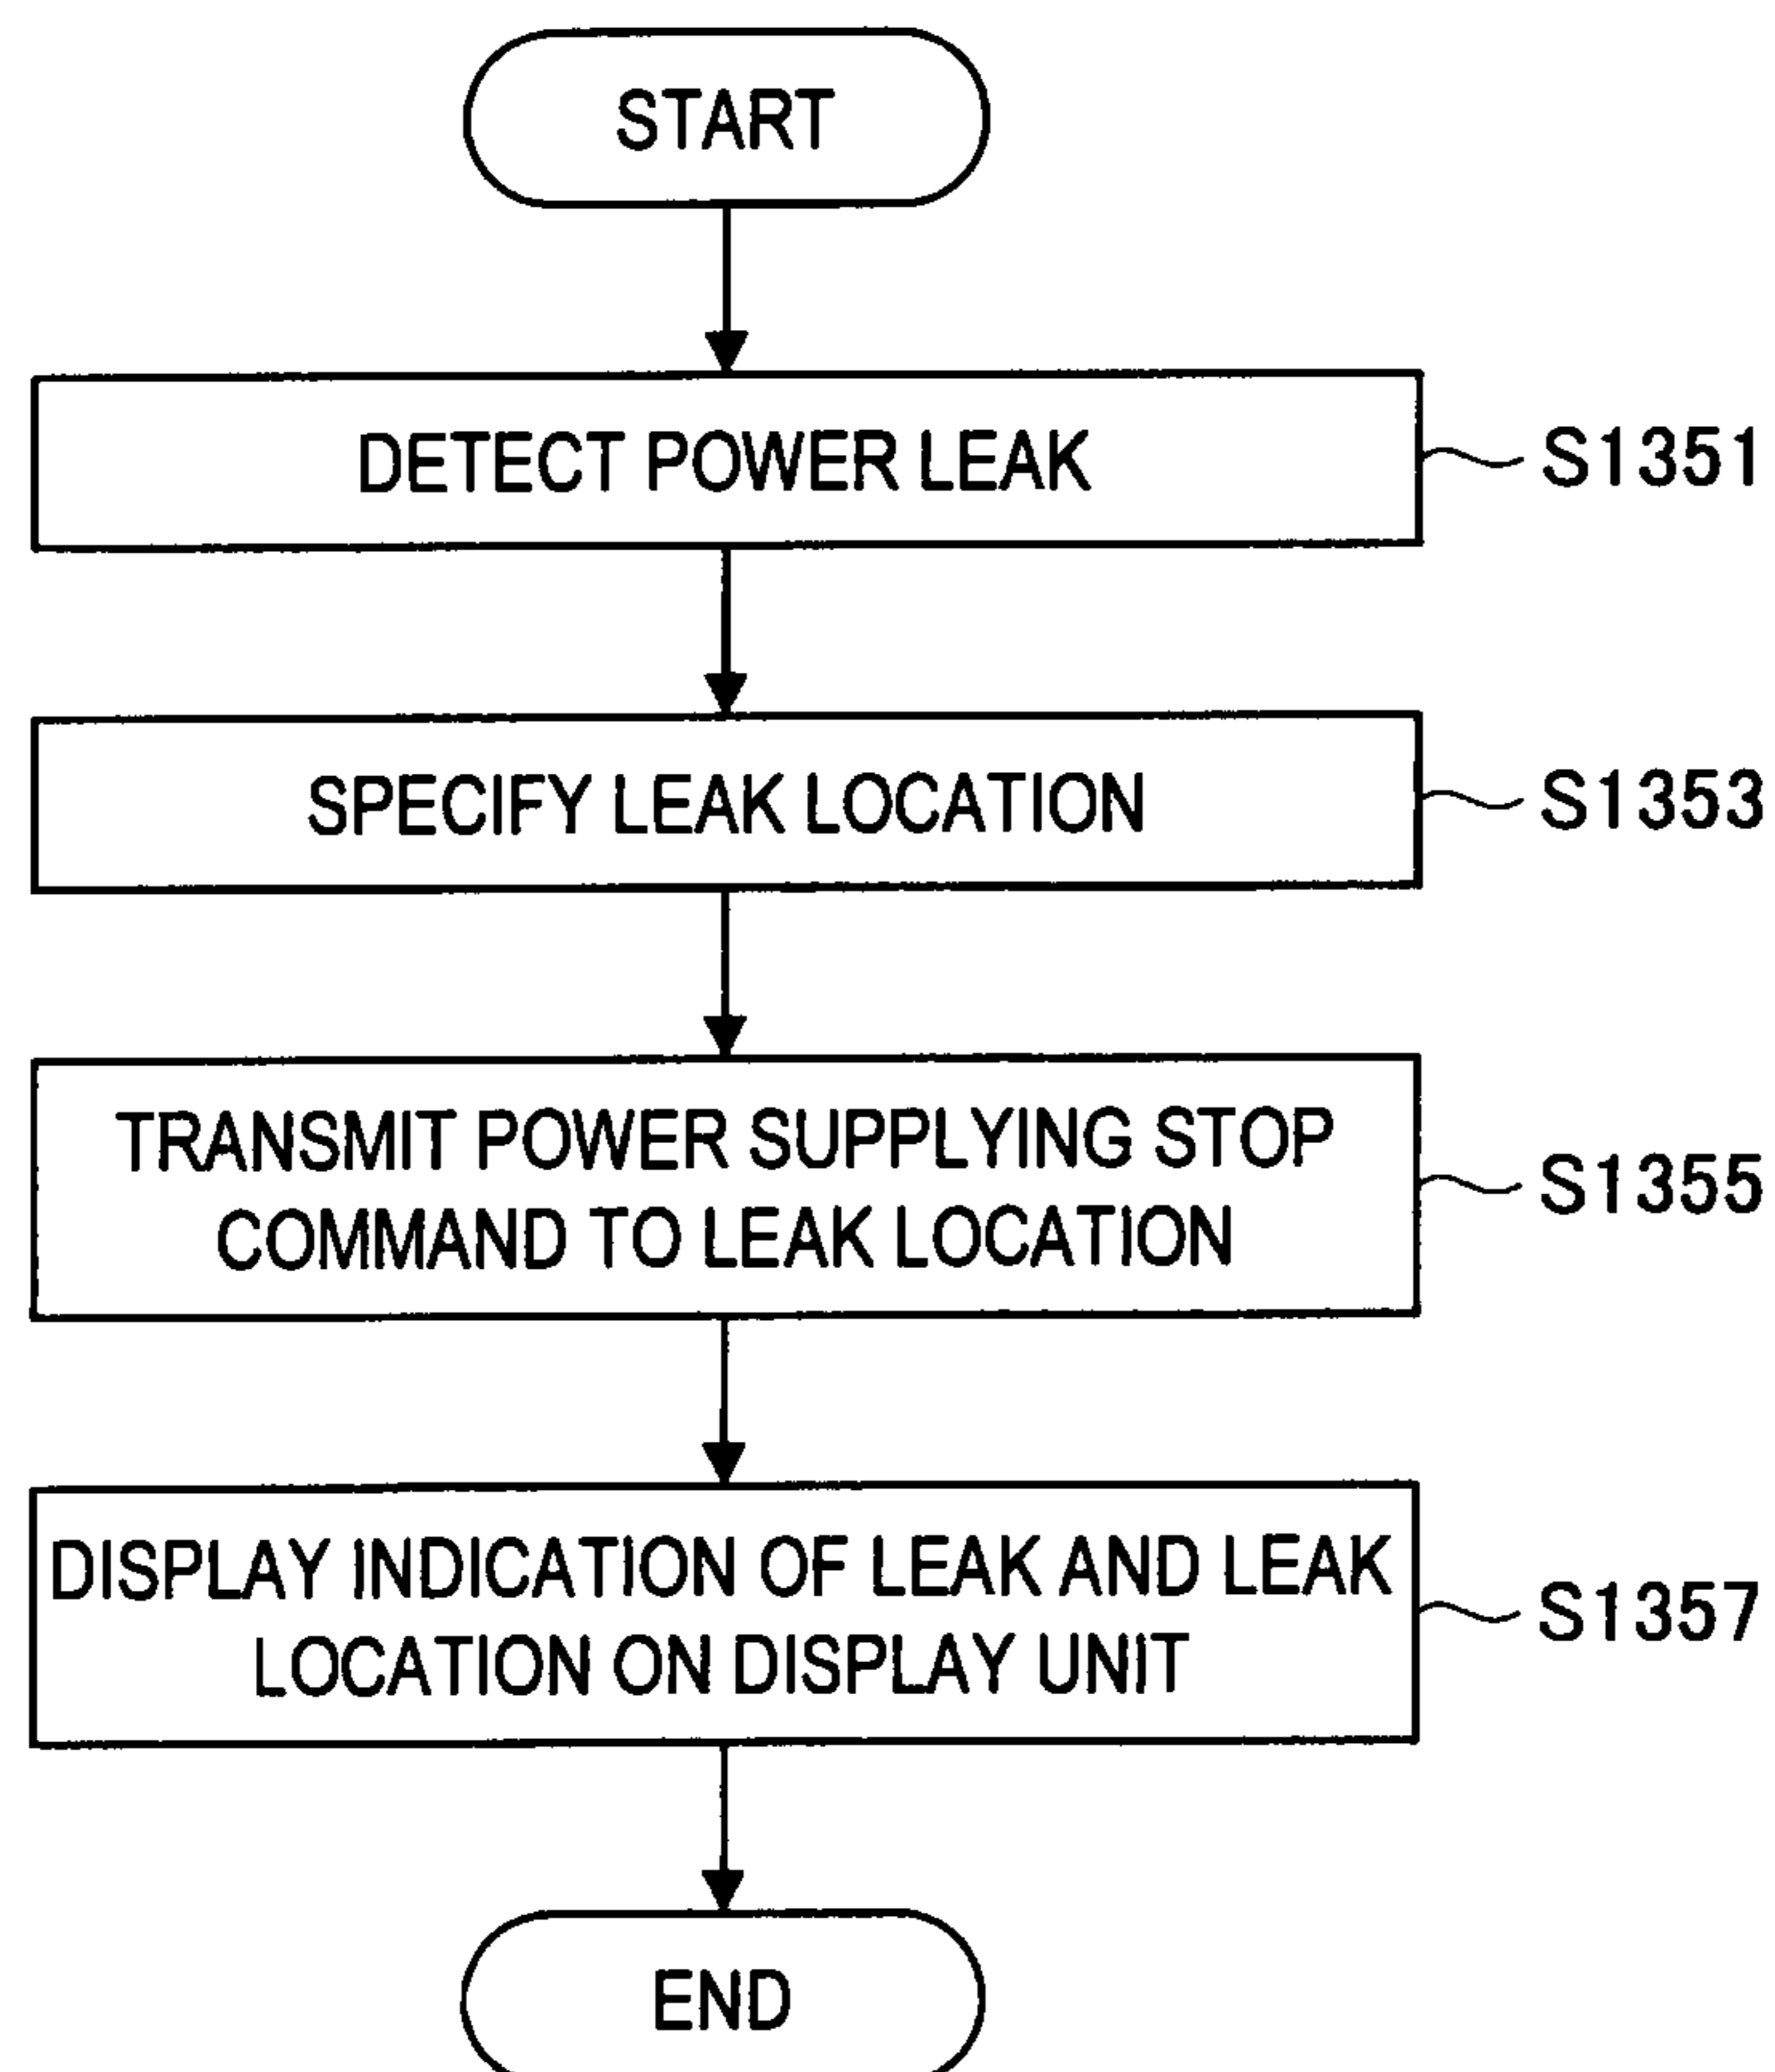 START
DETECT POWER LEAK
S1351
SPECIFY LEAK LOCATION
S1353
TRANSMIT POWER SUPPLYING STOP
COMMAND TO LEAK LOCATION
S1355
DISPLAY INDICATION OF LEAK AND LEAK
LOCATION ON DISPLAY UNIT
S1357
END